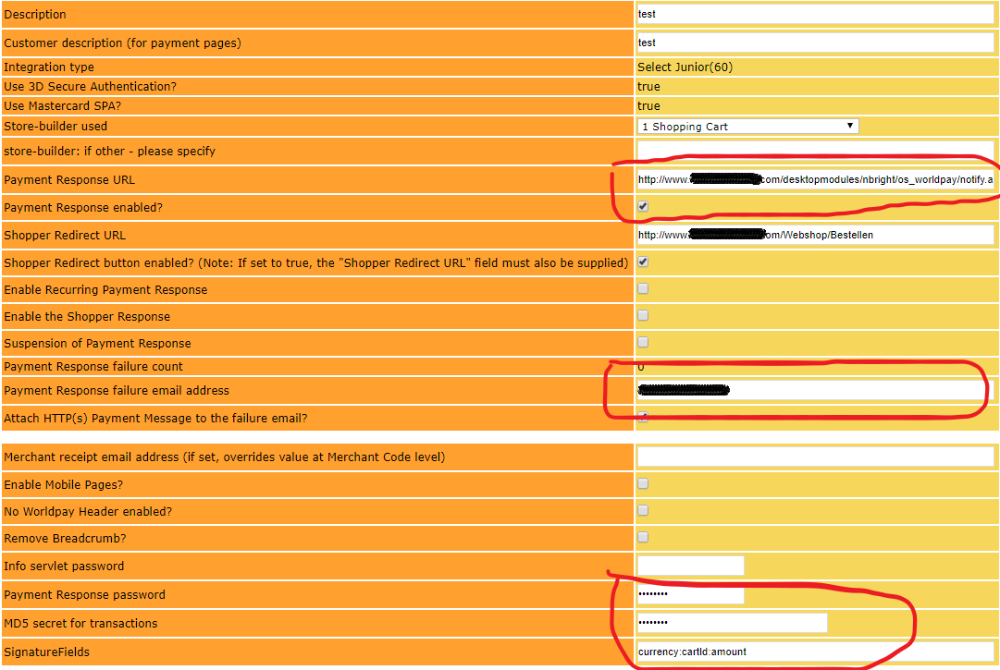 Description test
Customer description (for payment pages) test
Integration type Select Junior(60)
Use 3D Secure Authentication? true
Use Mastercard SPA? true
Store-builder used 1 Shopping Cart
store-builder: if other - please specify
Payment Response URL http://www. com/desktopmodules/nbright/os_worldpay/notify.a
Payment Response enabled?
Shopper Redirect URL http://www. om/Webshop/Bestellen
Shopper Redirect button enabled? (Note: If set to true, the "Shopper Redirect URL" field must also be supplied)
Enable Recurring Payment Response
Enable the Shopper Response
Suspension of Payment Response
Payment Response failure count 0
Payment Response failure email address
Attach HTTP(s) Payment Message to the failure email?
Merchant receipt email address (if set, overrides value at Merchant Code level)
Enable Mobile Pages?
No Worldpay Header enabled?
Remove Breadcrumb?
Info servlet password
Payment Response password ••••••••
MD5 secret for transactions ••••••••
SignatureFields currency:cartId:amount